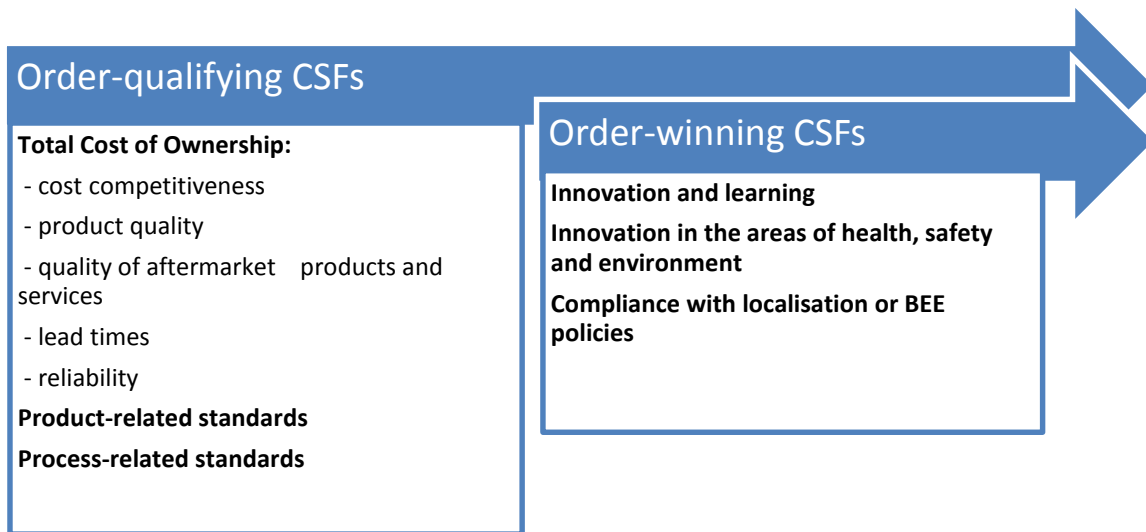 Order-qualifying CSFs
Total Cost of Ownership:
- cost competitiveness
- product quality
- quality of aftermarket products and
services
- lead times
- reliability
Product-related standards
Process-related standards
Order-winning CSFs
Innovation and learning
Innovation in the areas of health, safety
and environment
Compliance with localisation or BEE
policies